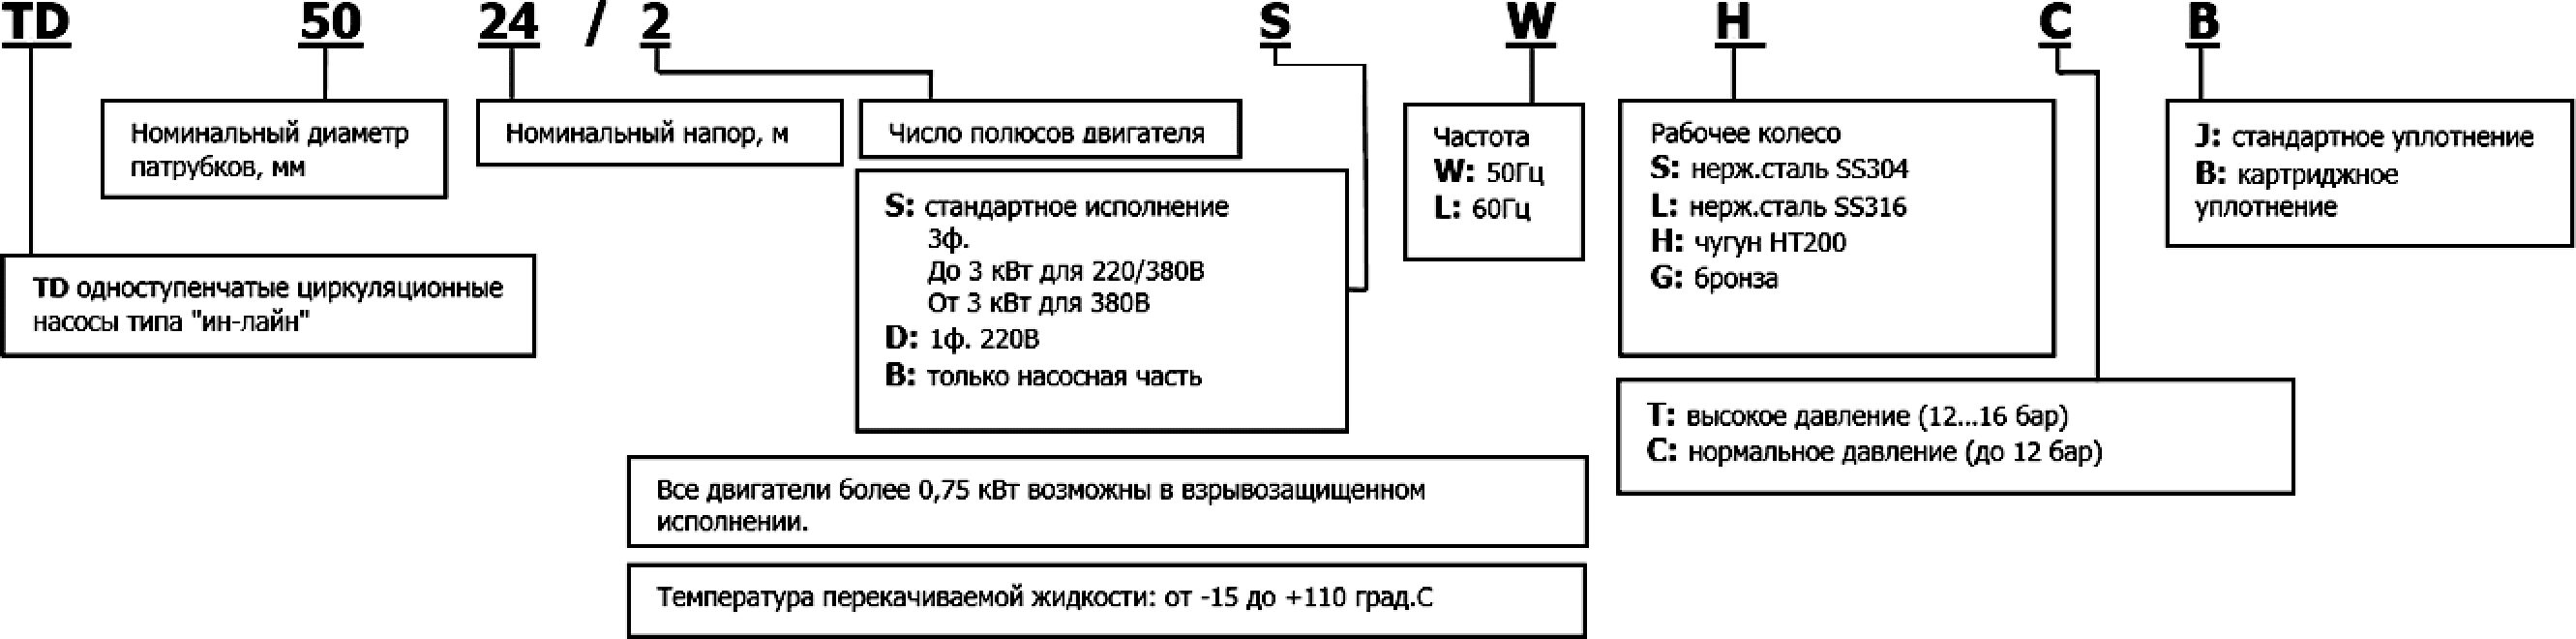 TD 50 24 / 2 S W H C B
Номинальный диаметр
патрубков, мм
Номинальный напор, м
Число полюсов двигателя
Частота
W: 50Гц
L: 60Гц
Рабочее колесо
S: нерж.сталь SS304
L: нерж.сталь SS316
H: чугун HT200
G: бронза
J: стандартное уплотнение
B: картриджное
уплотнение
S: стандартное исполнение
3ф.
До 3 кВт для 220/380В
От 3 кВт для 380В
D: 1ф. 220В
B: только насосная часть
TD одноступенчатые циркуляционные
насосы типа "ин-лайн"
T: высокое давление (12...16 бар)
C: нормальное давление (до 12 бар)
Все двигатели более 0,75 кВт возможны в взрывозащищенном
исполнении.
Температура перекачиваемой жидкости: от -15 до +110 град.С